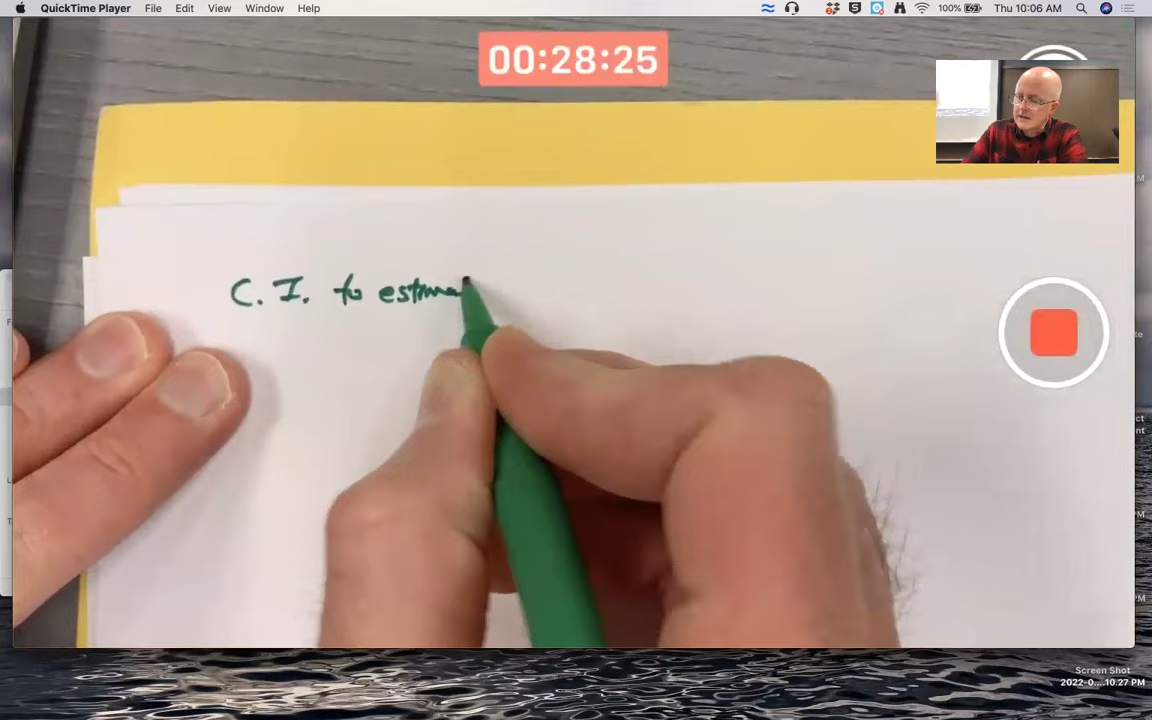 QuickTime Player File Edit View Window Help 100% Thu 10:06 AM
00:28:25
C. I. to estima
Screen Shot
2022-0....10.27 PM